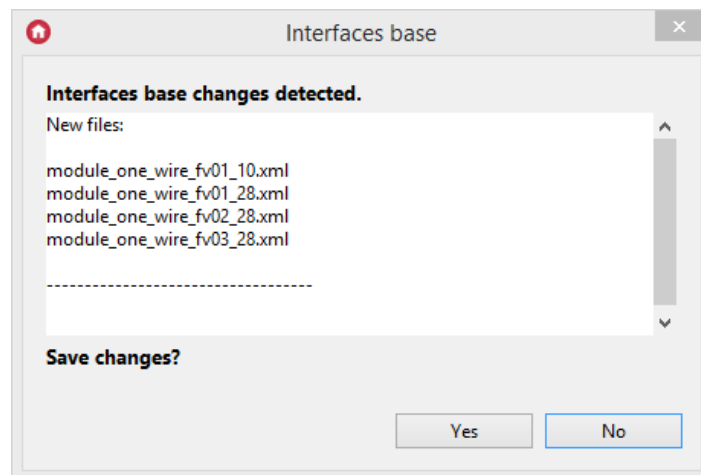 Interfaces base
Interfaces base changes detected.
New files:
module_one_wire_fv01_10.xml
module_one_wire_fv01_28.xml
module_one_wire_fv02_28.xml
module_one_wire_fv03_28.xml
-----------------------------------
Save changes?
Yes
No